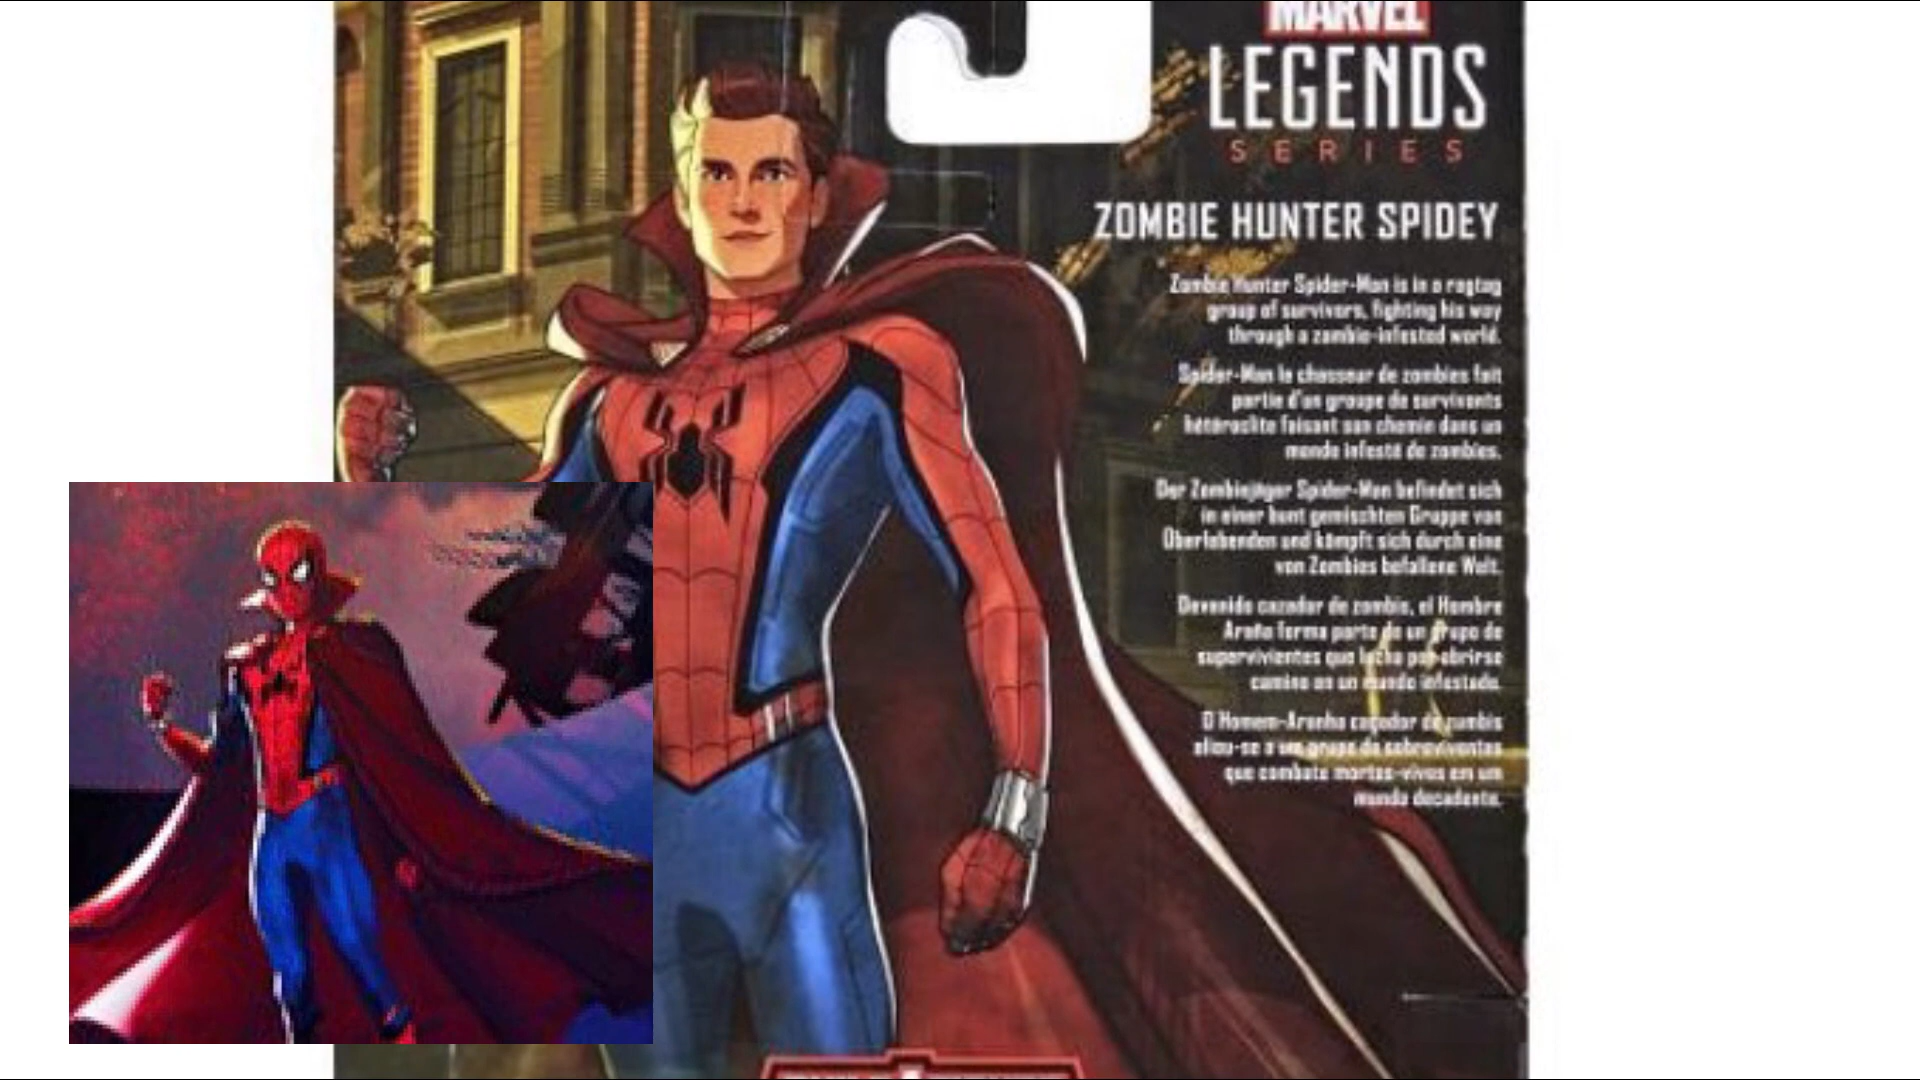 MARVEL
LEGENDS
SERIES
ZOMBIE HUNTER SPIDEY
Zombie Hunter Spider-Man is in a ragtag
group of survivors, fighting his way
through a zombie-infested world.
Spider-Man le chasseur de zombies fait
partie d'un groupe de survivants
hétéroclite faisant son chemin dans un
monde infesté de zombies.
Der Zombiejäger Spider-Man befindet sich
in einer bunt gemischten Gruppe von
Überlebenden und kämpft sich durch eine
von Zombies befallene Welt.
Devenido cazador de zombis, el Hombre
Araña forma parte de un grupo de
supervivientes que lucha por abrirse
camino en un mundo infestado.
O Homem-Aranha caçador de zumbis
aliou-se a um grupo de sobreviventes
que combate mortos-vivos em um
mundo decadente.